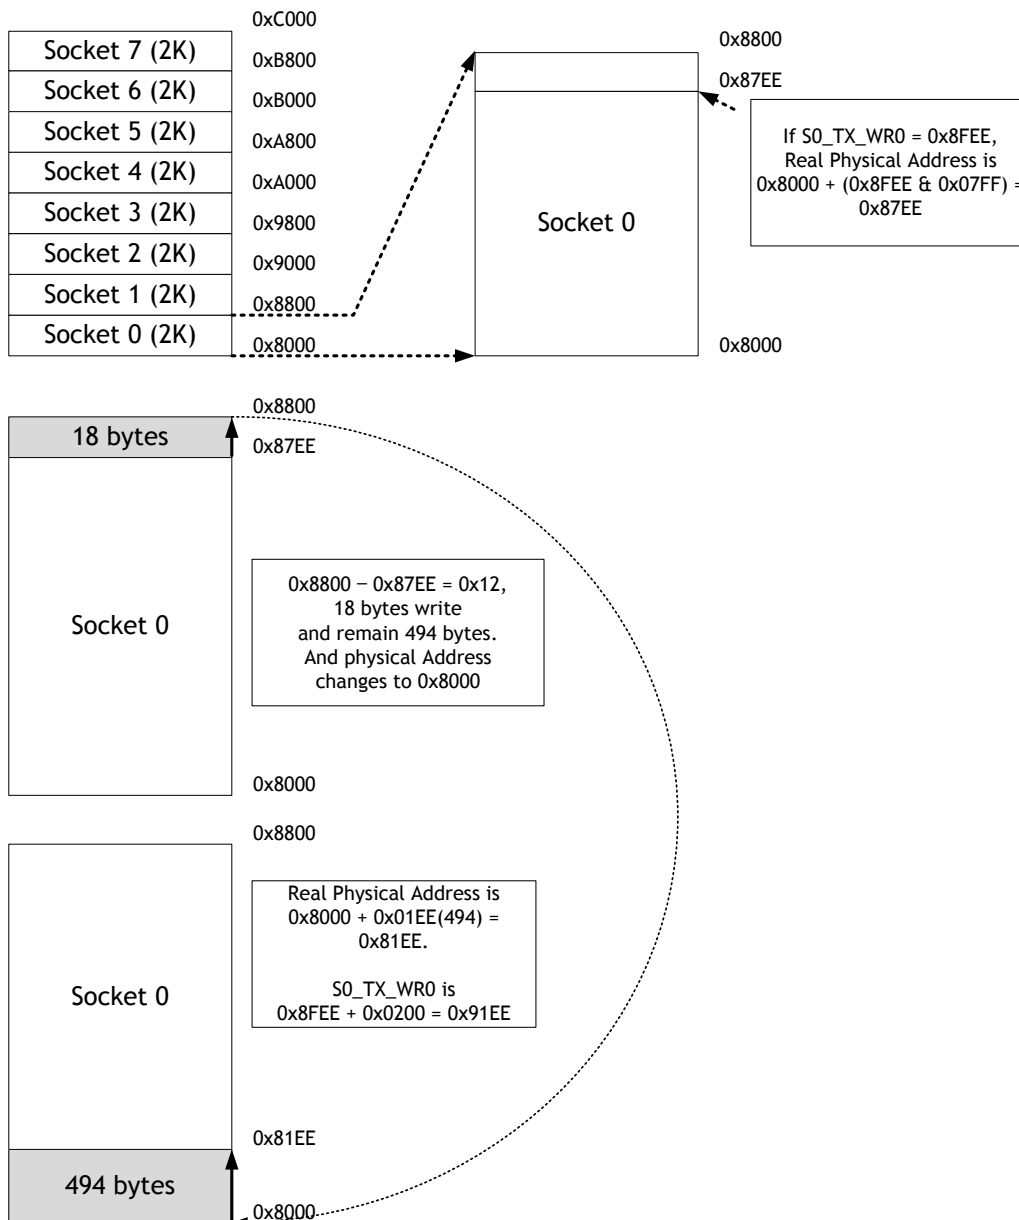 0xC000
Socket 7 (2K)
0xB800
Socket 6 (2K)
0xB000
Socket 5 (2K)
0xA800
Socket 4 (2K)
0xA000
Socket 3 (2K)
0x9800
Socket 2 (2K)
0x9000
Socket 1 (2K)
0x8800
Socket 0 (2K)
0x8000
0x8800
0x87EE
Socket 0
0x8000
If S0_TX_WR0 = 0x8FEE,
Real Physical Address is
0x8000 + (0x8FEE & 0x07FF) =
0x87EE
0x8800
18 bytes
0x87EE
Socket 0
0x8800 − 0x87EE = 0x12,
18 bytes write
and remain 494 bytes.
And physical Address
changes to 0x8000
0x8000
0x8800
Socket 0
Real Physical Address is
0x8000 + 0x01EE(494) =
0x81EE.
S0_TX_WR0 is
0x8FEE + 0x0200 = 0x91EE
0x81EE
494 bytes
0x8000